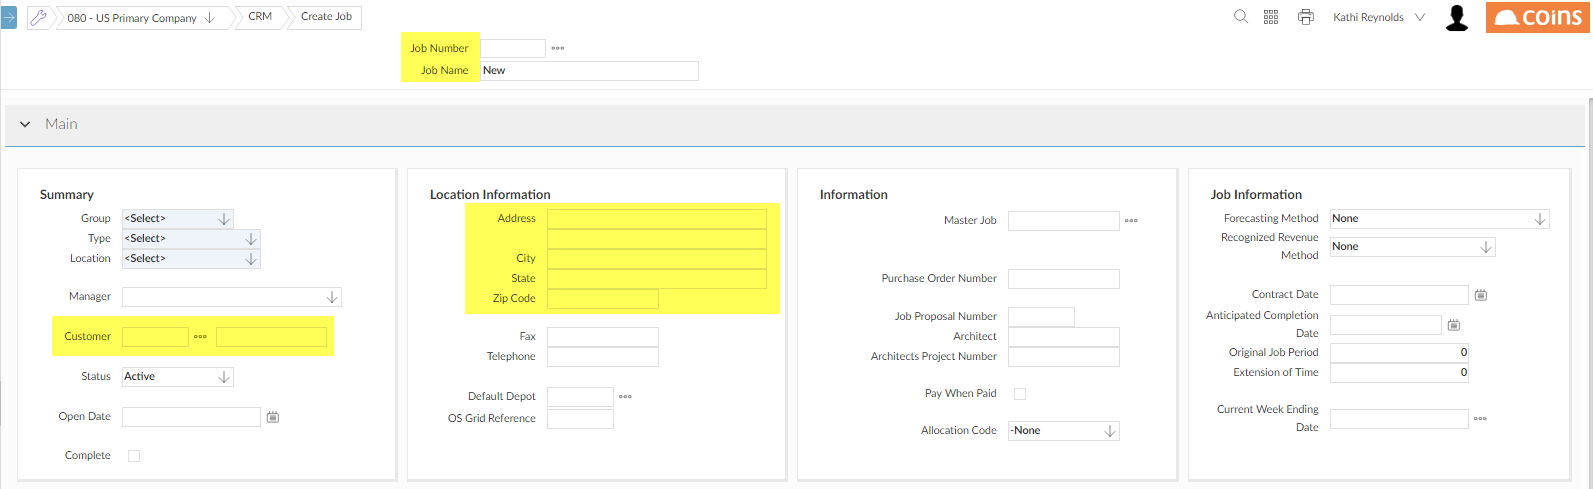 080 - US Primary Company
CRM
Create Job
Kathi Reynolds
coins
Job Number
Job Name New
Main
Summary
Group <Select>
Type <Select>
Location <Select>
Manager
Customer
Status Active
Open Date
Complete
Location Information
Address
City
State
Zip Code
Fax
Telephone
Default Depot
OS Grid Reference
Information
Master Job
Purchase Order Number
Job Proposal Number
Architect
Architects Project Number
Pay When Paid
Allocation Code -None
Job Information
Forecasting Method None
Recognized Revenue
Method
None
Contract Date
Anticipated Completion
Date
Original Job Period 0
Extension of Time 0
Current Week Ending
Date